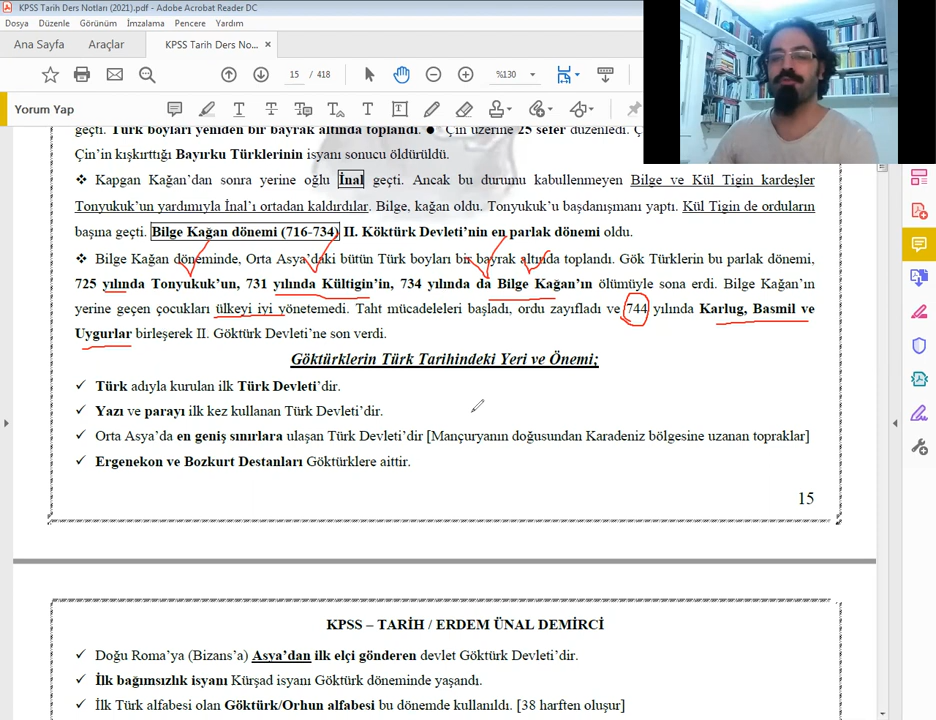 KPSS Tarih Ders Notları (2021).pdf - Adobe Acrobat Reader DC
Dosya Düzenle Görünüm İmzalama Pencere Yardım
Ana Sayfa Araçlar KPSS Tarih Ders No... ×
15 / 418 %130
Yorum Yap
geçti. Türk boyları yeniden bir bayrak altında toplandı. ● Çin üzerine 25 sefer düzenledi.
Çin’in kışkırttığı Bayırku Türklerinin isyanı sonucu öldürüldü.
❖ Kapgan Kağan’dan sonra yerine oğlu İnal geçti. Ancak bu durumu kabullenmeyen Bilge ve Kül Tigin kardeşler
Tonyukuk’un yardımıyla İnal’ı ortadan kaldırdılar. Bilge, kağan oldu. Tonyukuk’u başdanışmanı yaptı. Kül Tigin de orduların
başına geçti. Bilge Kağan dönemi (716-734) II. Köktürk Devleti’nin en parlak dönemi oldu.
❖ Bilge Kağan döneminde, Orta Asya’daki bütün Türk boyları bir bayrak altında toplandı. Gök Türklerin bu parlak dönemi,
725 yılında Tonyukuk’un, 731 yılında Kültigin’in, 734 yılında da Bilge Kağan’ın ölümüyle sona erdi. Bilge Kağan’ın
yerine geçen çocukları ülkeyi iyi yönetemedi. Taht mücadeleleri başladı, ordu zayıfladı ve 744 yılında Karlug, Basmil ve
Uygurlar birleşerek II. Göktürk Devleti’ne son verdi.
Göktürklerin Türk Tarihindeki Yeri ve Önemi;
✓ Türk adıyla kurulan ilk Türk Devleti’dir.
✓ Yazı ve parayı ilk kez kullanan Türk Devleti’dir.
✓ Orta Asya’da en geniş sınırlara ulaşan Türk Devleti’dir [Mançuryanın doğusundan Karadeniz bölgesine uzanan topraklar]
✓ Ergenekon ve Bozkurt Destanları Göktürklere aittir.
15
KPSS – TARİH / ERDEM ÜNAL DEMİRCİ
✓ Doğu Roma’ya (Bizans’a) Asya’dan ilk elçi gönderen devlet Göktürk Devleti’dir.
✓ İlk bağımsızlık isyanı Kürşad isyanı Göktürk döneminde yaşandı.
✓ İlk Türk alfabesi olan Göktürk/Orhun alfabesi bu dönemde kullanıldı. [38 harften oluşur]